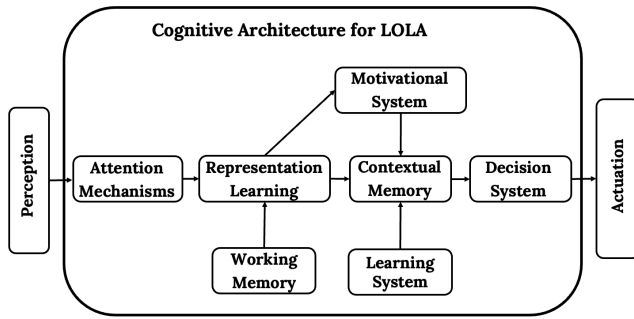 Cognitive Architecture for LOLA
Motivational
System
Perception
Attention
Mechanisms
Representation
Learning
Contextual
Memory
Decision
System
Actuation
Working
Memory
Learning
System